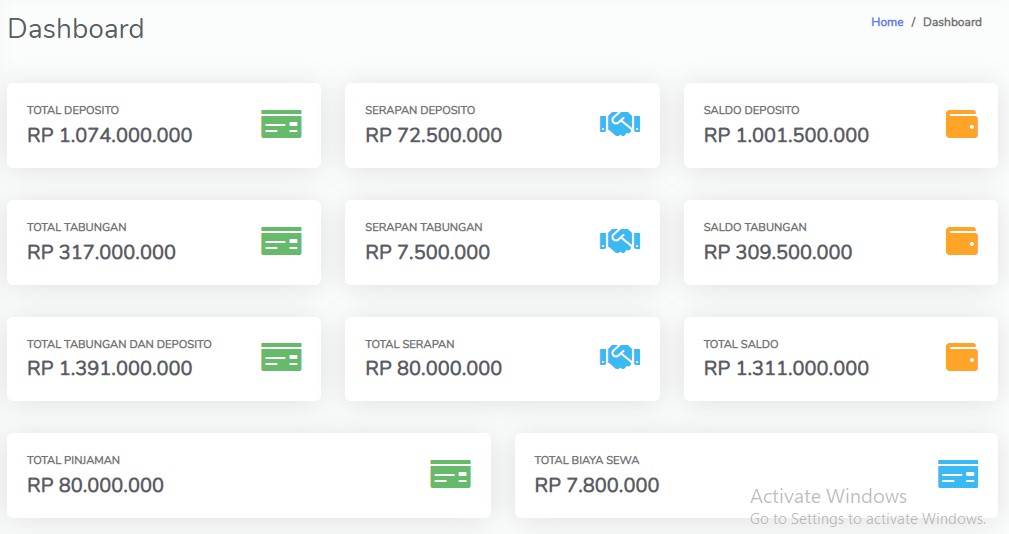 Dashboard
Home / Dashboard
TOTAL DEPOSITO
RP 1.074.000.000
SERAPAN DEPOSITO
RP 72.500.000
SALDO DEPOSITO
RP 1.001.500.000
TOTAL TABUNGAN
RP 317.000.000
SERAPAN TABUNGAN
RP 7.500.000
SALDO TABUNGAN
RP 309.500.000
TOTAL TABUNGAN DAN DEPOSITO
RP 1.391.000.000
TOTAL SERAPAN
RP 80.000.000
TOTAL SALDO
RP 1.311.000.000
TOTAL PINJAMAN
RP 80.000.000
TOTAL BIAYA SEWA
RP 7.800.000
Activate Windows
Go to Settings to activate Windows.